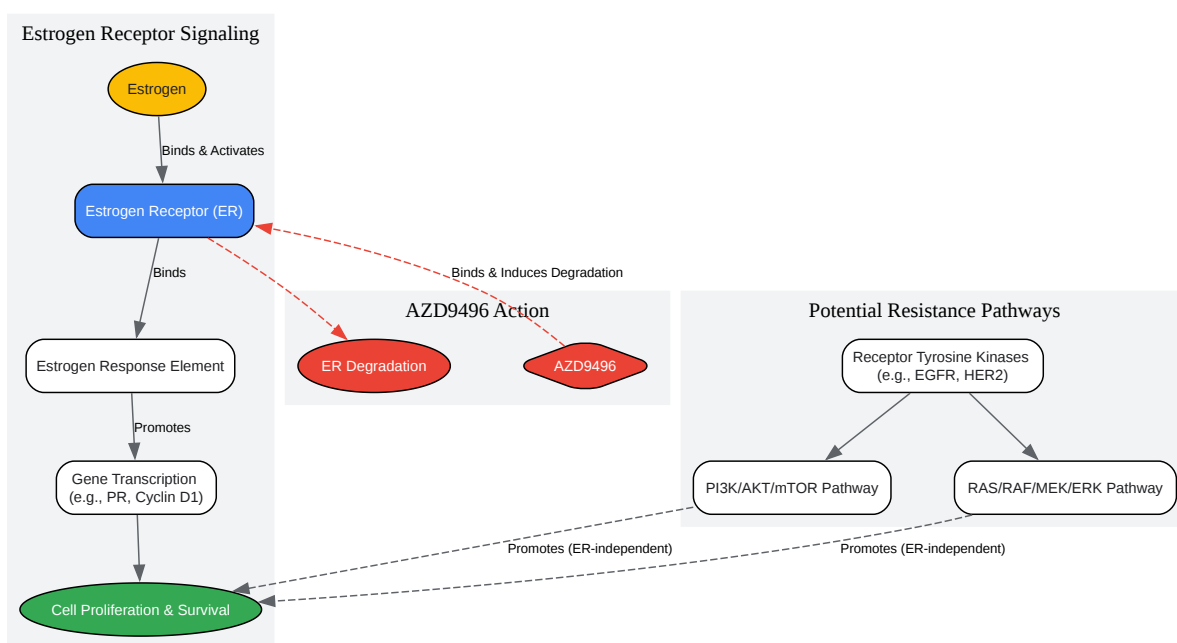 Estrogen Receptor Signaling
Estrogen
Binds & Activates
Estrogen Receptor (ER)
Binds
Binds & Induces Degradation
AZD9496 Action
Potential Resistance Pathways
Estrogen Response Element
ER Degradation
AZD9496
Receptor Tyrosine Kinases
(e.g., EGFR, HER2)
Promotes
Gene Transcription
(e.g., PR, Cyclin D1)
PI3K/AKT/mTOR Pathway
RAS/RAF/MEK/ERK Pathway
Promotes (ER-independent)
Promotes (ER-independent)
Cell Proliferation & Survival